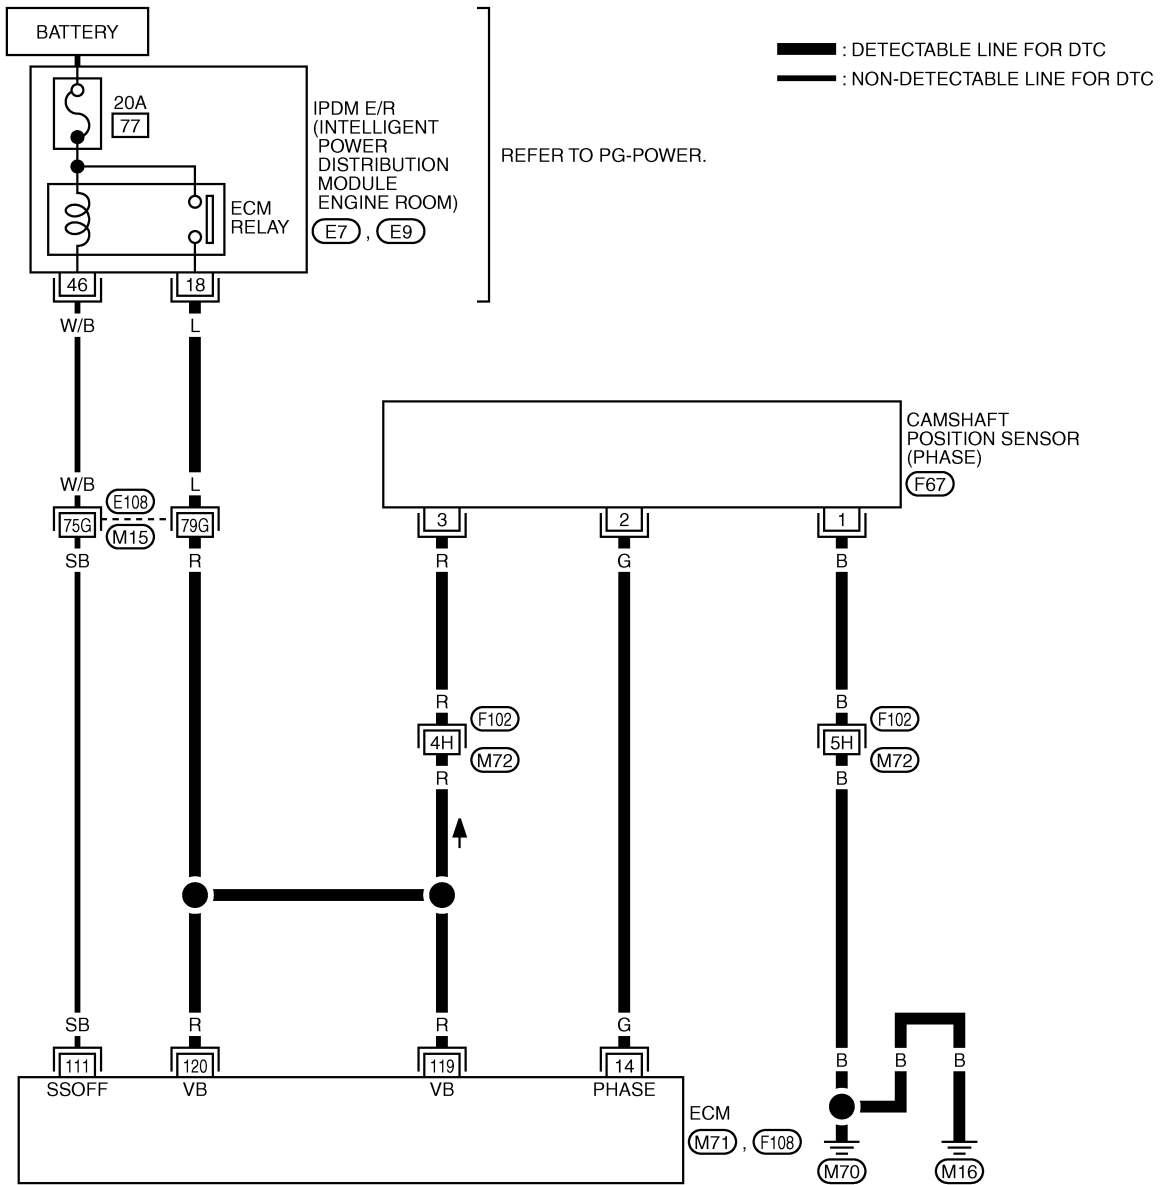 BATTERY
: DETECTABLE LINE FOR DTC
: NON-DETECTABLE LINE FOR DTC
20A
77
IPDM E/R
(INTELLIGENT
POWER
DISTRIBUTION
MODULE
ENGINE ROOM)
E7 , E9
REFER TO PG-POWER.
ECM
RELAY
46 18
W/B L
CAMSHAFT
POSITION SENSOR
(PHASE)
F67
W/B L
E108
75G 79G
M15
3 2 1
SB R R G B
R B
F102 F102
4H 5H
M72 M72
R B
SB R R G
B B B
111 120 119 14
SSOFF VB VB PHASE
ECM
M71 , F108
M70 M16